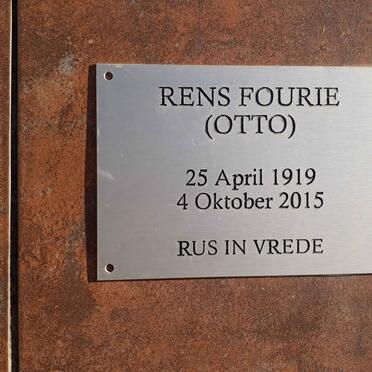 RENS FOURIE
(OTTO)
25 April 1919
4 Oktober 2015
RUS IN VREDE